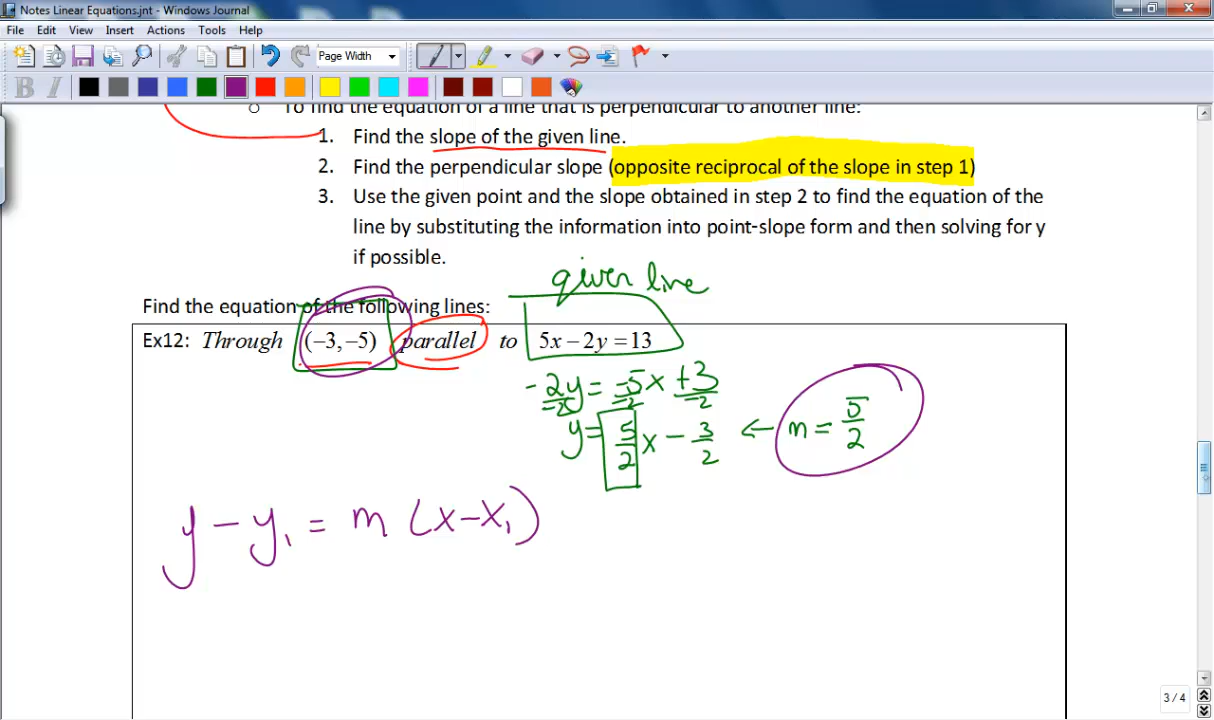 Notes Linear Equations.jnt - Windows Journal
File Edit View Insert Actions Tools Help
Page Width
B I
o To find the equation of a line that is perpendicular to another line:
1. Find the slope of the given line.
2. Find the perpendicular slope (opposite reciprocal of the slope in step 1)
3. Use the given point and the slope obtained in step 2 to find the equation of the
line by substituting the information into point-slope form and then solving for y
if possible.
given line
Find the equation of the following lines:
Ex12: Through (−3,−5) parallel to 5x−2y=13
-2y = -5x +3
-2 -2 -2
y= 5/2 x - 3/2 ← m = 5/2
y - y₁ = m (x-x₁)
3 / 4